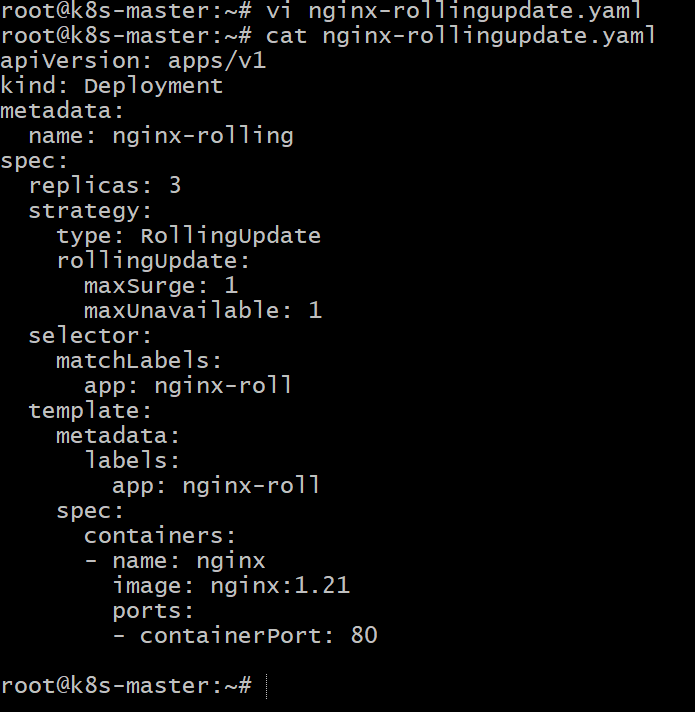 root@k8s-master:~# vi nginx-rollingupdate.yaml
root@k8s-master:~# cat nginx-rollingupdate.yaml
apiVersion: apps/v1
kind: Deployment
metadata:
  name: nginx-rolling
spec:
  replicas: 3
  strategy:
    type: RollingUpdate
    rollingUpdate:
      maxSurge: 1
      maxUnavailable: 1
  selector:
    matchLabels:
      app: nginx-roll
  template:
    metadata:
      labels:
        app: nginx-roll
    spec:
      containers:
      - name: nginx
        image: nginx:1.21
        ports:
        - containerPort: 80

root@k8s-master:~#